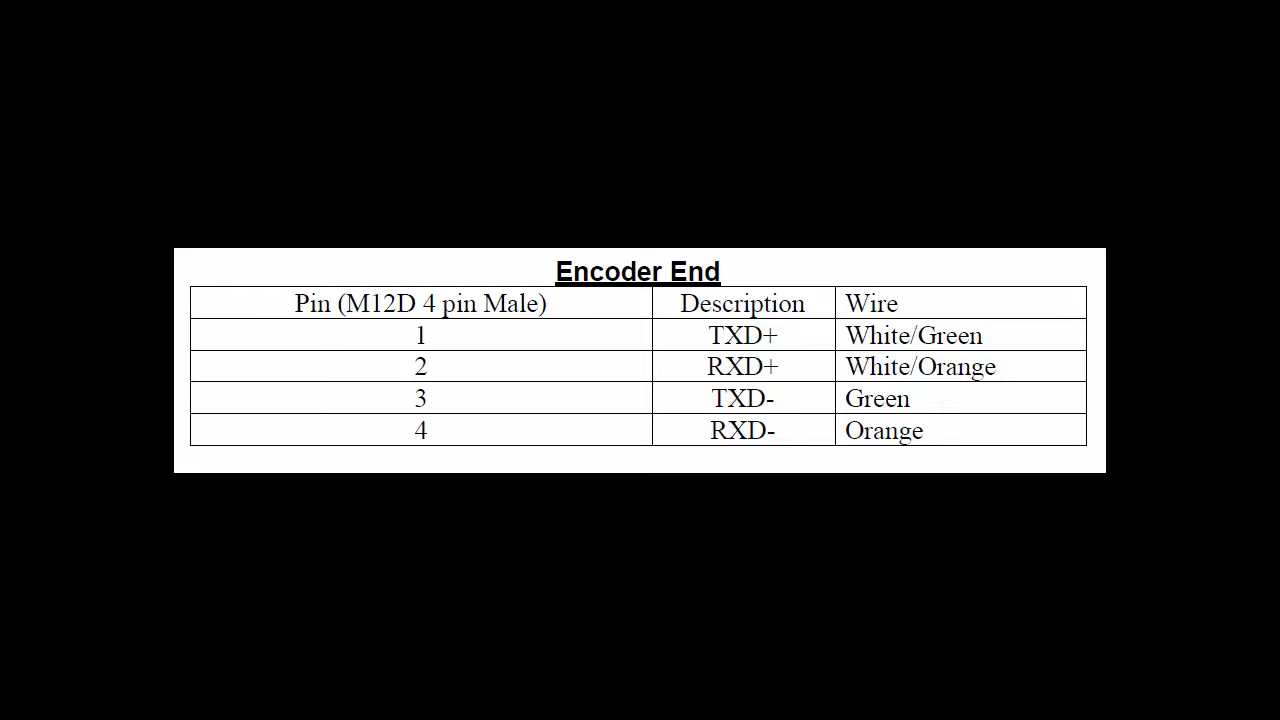 Encoder End
Pin (M12D 4 pin Male) Description Wire
1 TXD+ White/Green
2 RXD+ White/Orange
3 TXD- Green
4 RXD- Orange